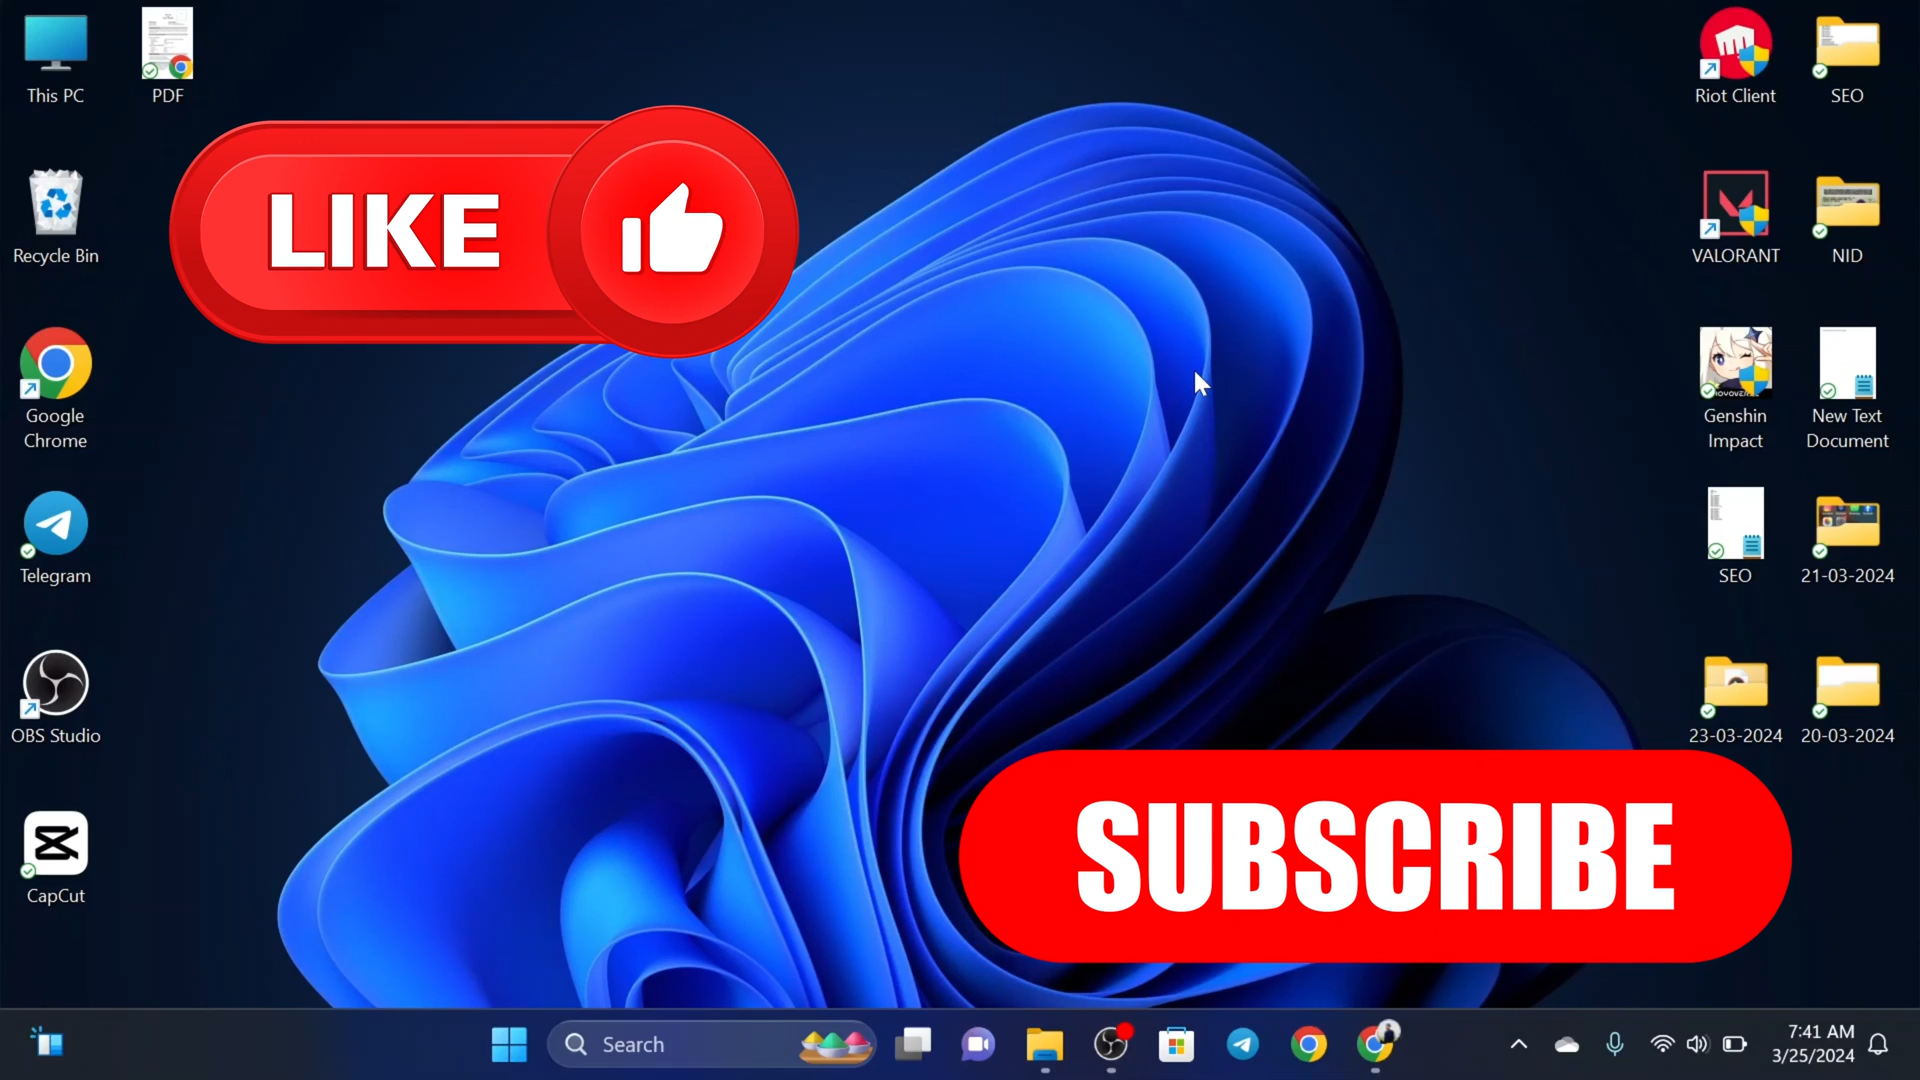 This PC
PDF
Recycle Bin
Google
Chrome
Telegram
OBS Studio
CapCut
LIKE
SUBSCRIBE
Riot Client
SEO
VALORANT
NID
Genshin
Impact
New Text
Document
SEO
21-03-2024
23-03-2024
20-03-2024
Search
7:41 AM
3/25/2024